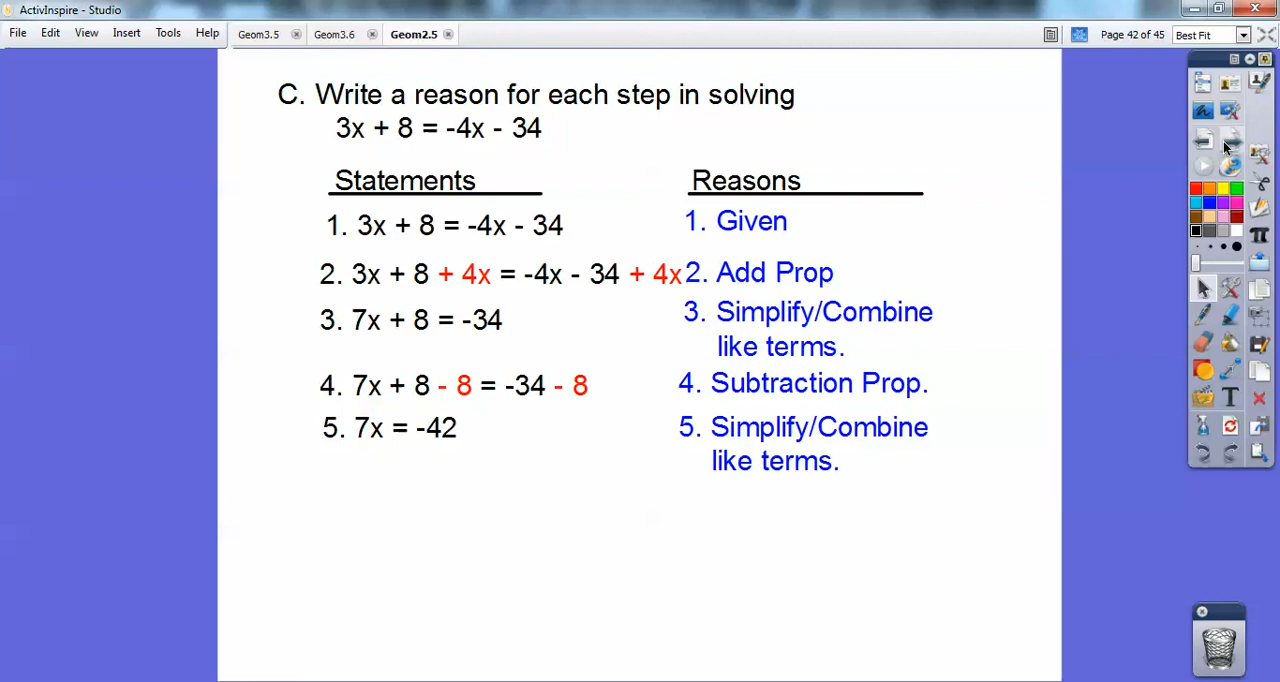 ActivInspire - Studio
File Edit View Insert Tools Help Geom3.5 Geom3.6 Geom2.5 Page 42 of 45 Best Fit
C. Write a reason for each step in solving
3x + 8 = -4x - 34
Statements Reasons
1. 3x + 8 = -4x - 34 1. Given
2. 3x + 8 + 4x = -4x - 34 + 4x 2. Add Prop
3. 7x + 8 = -34 3. Simplify/Combine
like terms.
4. 7x + 8 - 8 = -34 - 8 4. Subtraction Prop.
5. 7x = -42 5. Simplify/Combine
like terms.